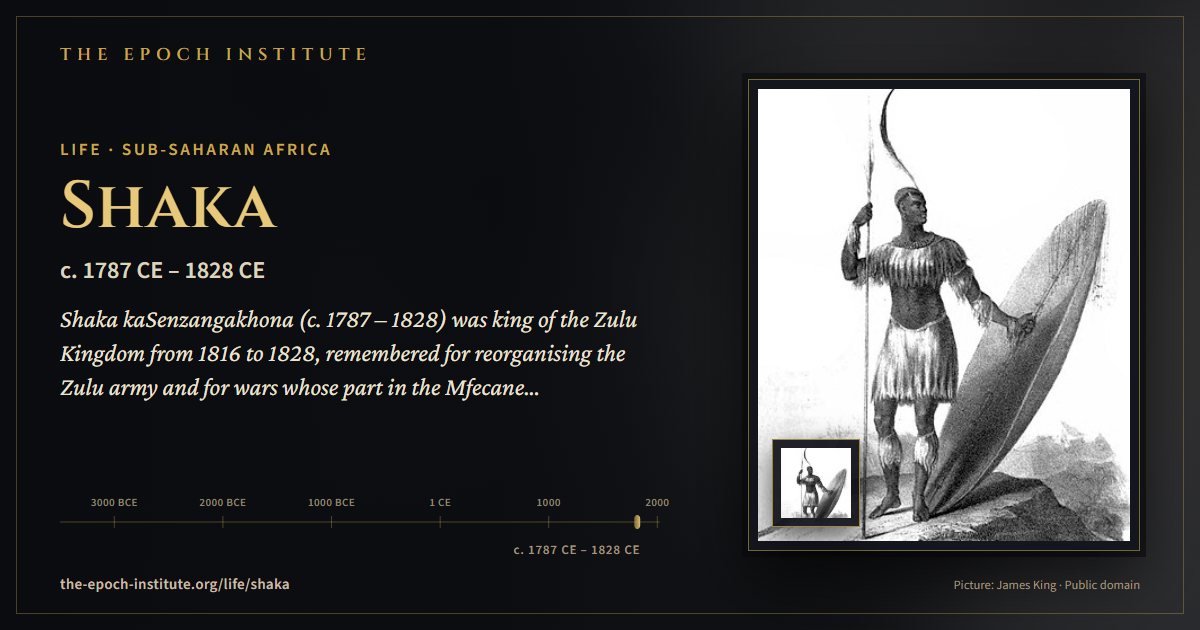 THE EPOCH INSTITUTE
LIFE · SUB-SAHARAN AFRICA
SHAKA
c. 1787 CE – 1828 CE
Shaka kaSenzangakhona (c. 1787 – 1828) was king of the Zulu
Kingdom from 1816 to 1828, remembered for reorganising the
Zulu army and for wars whose part in the Mfecane...
3000 BCE 2000 BCE 1000 BCE 1 CE 1000 2000
c. 1787 CE – 1828 CE
the-epoch-institute.org/life/shaka
Picture: James King · Public domain